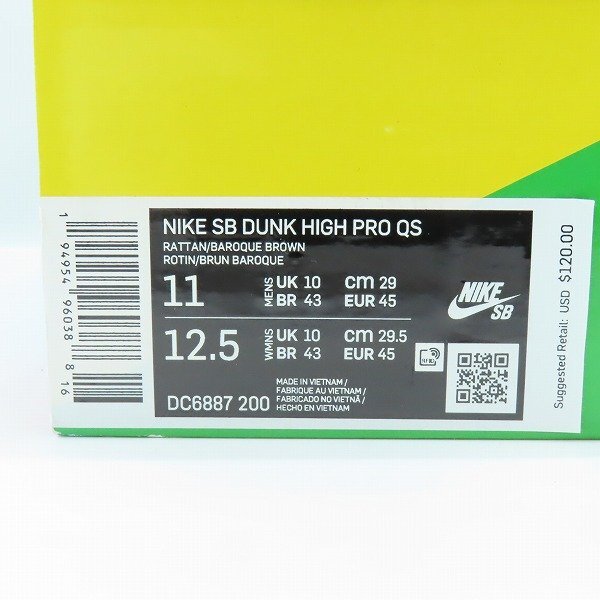 NIKE SB DUNK HIGH PRO QS
RATTAN/BAROQUE BROWN
ROTIN/BRUN BAROQUE
11 MENS UK 10 CM 29
BR 43 EUR 45
12.5 WMNS UK 10 CM 29.5
BR 43 EUR 45
NIKE
SB
DC6887 200
MADE IN VIETNAM/
FABRIQUE AU VIETNAM/
FABRICADO NO VIETNÃ/
HECHO EN VIETNAM
RFID
1 94954 96038 8 16
Suggested Retail: USD $120.00